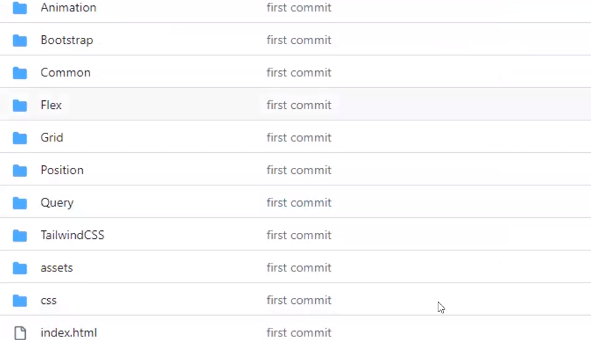 Animation first commit
Bootstrap first commit
Common first commit
Flex first commit
Grid first commit
Position first commit
Query first commit
TailwindCSS first commit
assets first commit
css first commit
index.html first commit